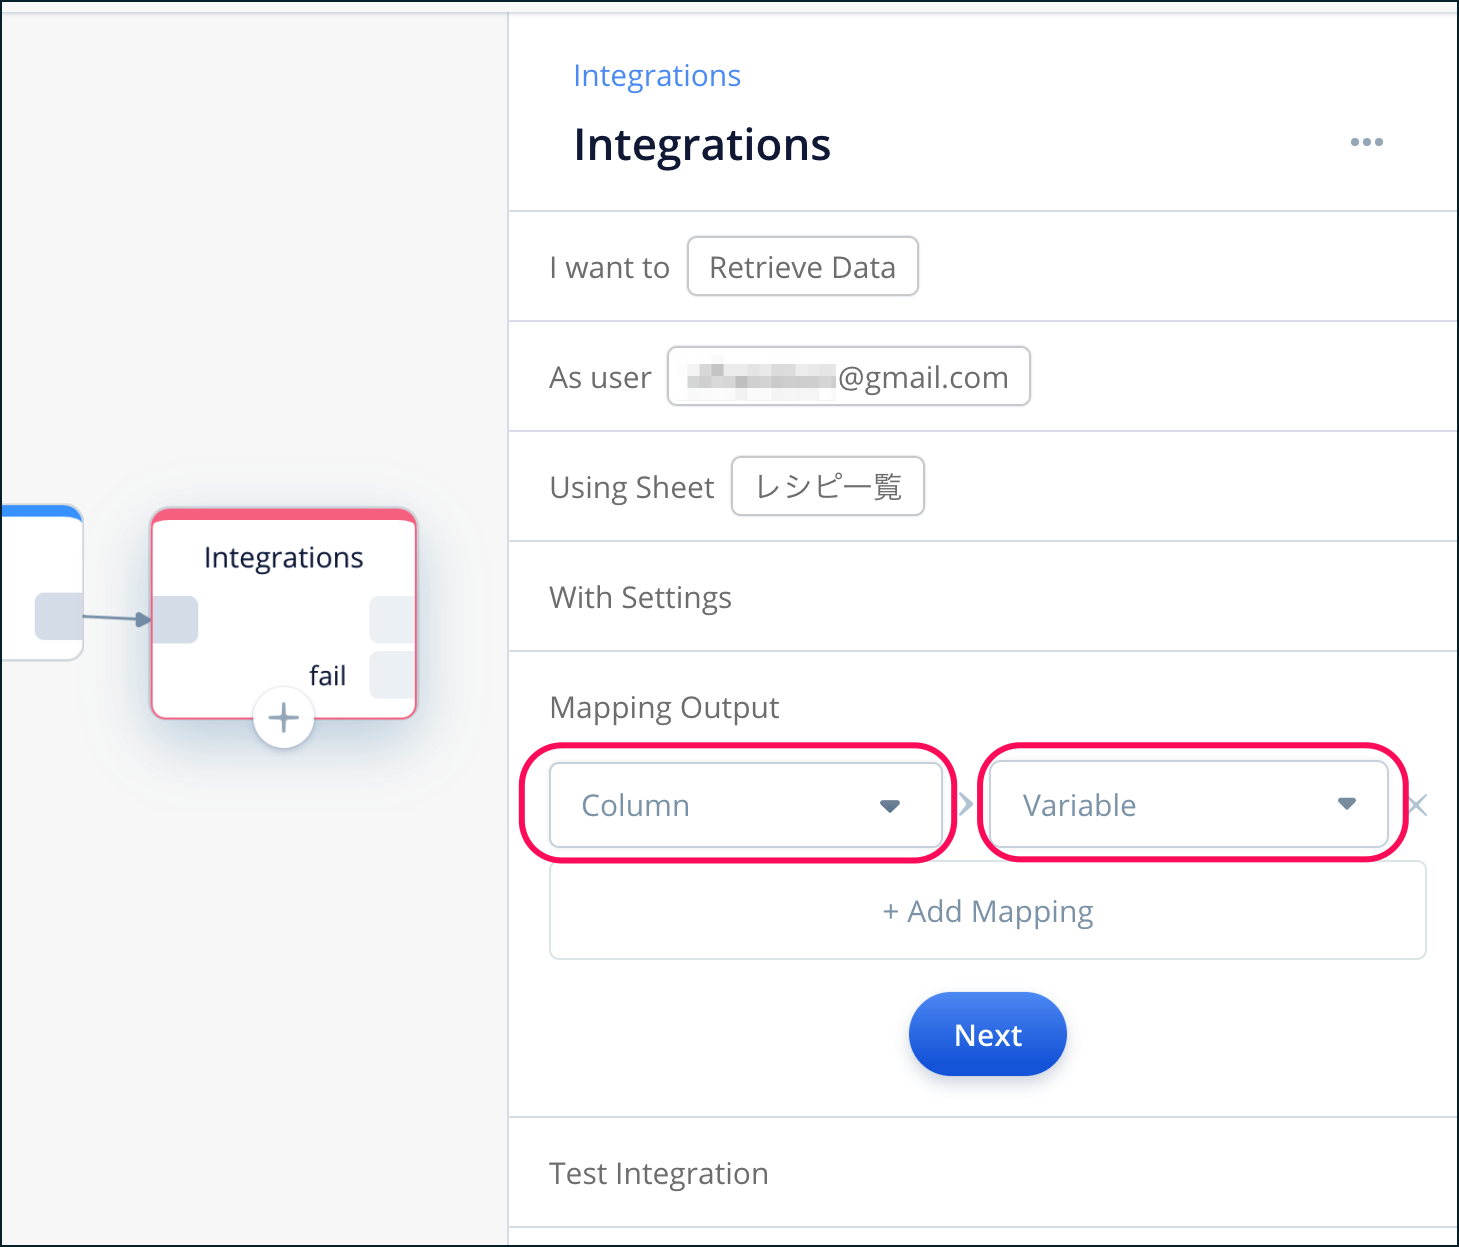 Integrations
Integrations
I want to Retrieve Data
As user @gmail.com
Using Sheet レシピ一覧
Integrations
With Settings
fail
Mapping Output
Column Variable
+ Add Mapping
Next
Test Integration